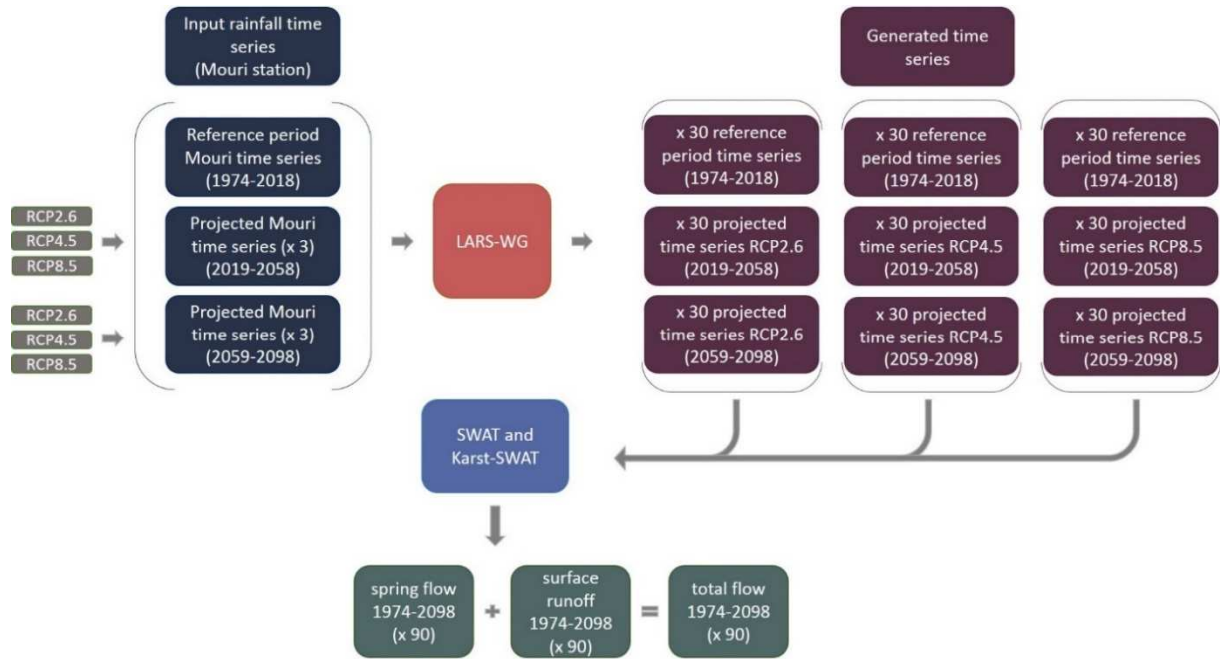 Input rainfall time
series
(Mouri station)
Generated time
series
Reference period
Mouri time series
(1974-2018)
x 30 reference
period time series
(1974-2018)
x 30 reference
period time series
(1974-2018)
x 30 reference
period time series
(1974-2018)
RCP2.6
RCP4.5
RCP8.5
Projected Mouri
time series (x 3)
(2019-2058)
LARS-WG
x 30 projected
time series RCP2.6
(2019-2058)
x 30 projected
time series RCP4.5
(2019-2058)
x 30 projected
time series RCP8.5
(2019-2058)
RCP2.6
RCP4.5
RCP8.5
Projected Mouri
time series (x 3)
(2059-2098)
x 30 projected
time series RCP2.6
(2059-2098)
x 30 projected
time series RCP4.5
(2059-2098)
x 30 projected
time series RCP8.5
(2059-2098)
SWAT and
Karst-SWAT
spring flow
1974-2098
(x 90)
+
surface
runoff
1974-2098
(x 90)
=
total flow
1974-2098
(x 90)